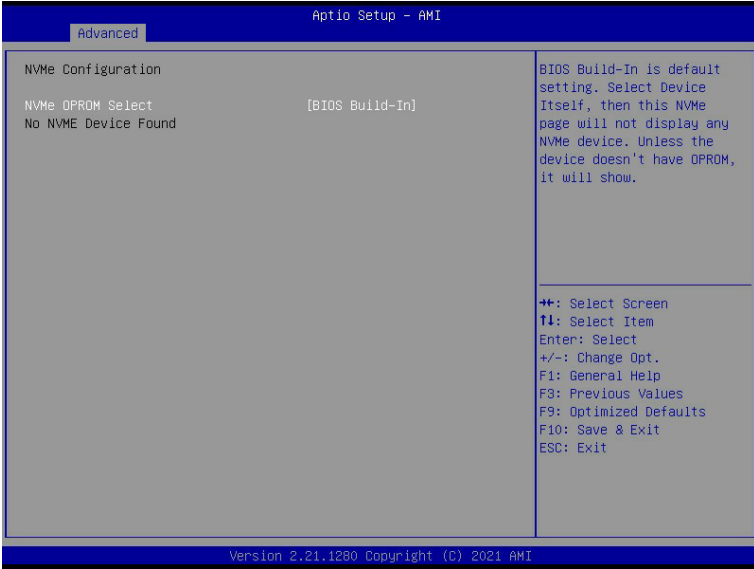 Aptio Setup – AMI
Advanced
NVMe Configuration
NVMe OPROM Select [BIOS Build-In]
No NVME Device Found
BIOS Build-In is default
setting. Select Device
Itself, then this NVMe
page will not display any
NVMe device. Unless the
device doesn't have OPROM,
it will show.
→←: Select Screen
↑↓: Select Item
Enter: Select
+/-: Change Opt.
F1: General Help
F3: Previous Values
F9: Optimized Defaults
F10: Save & Exit
ESC: Exit
Version 2.21.1280 Copyright (C) 2021 AMI